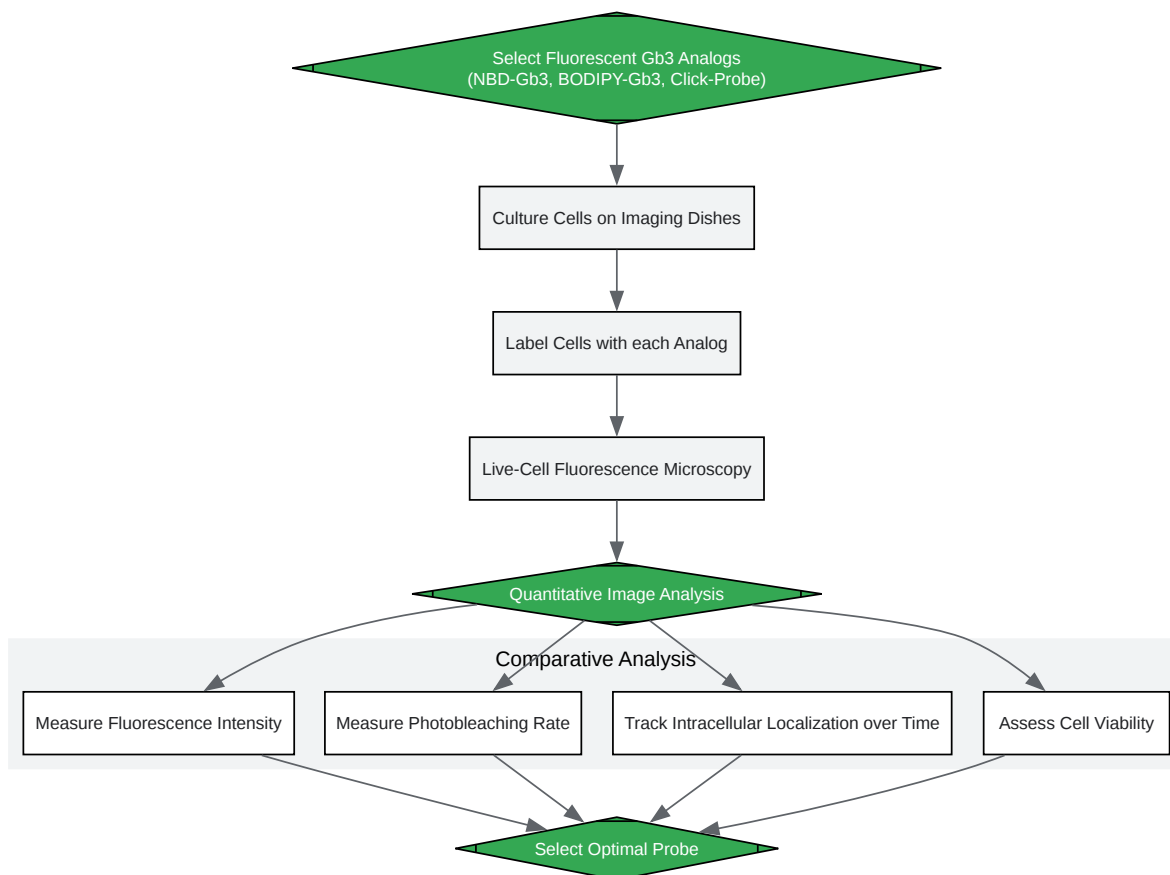 Select Fluorescent Gb3 Analogs
(NBD-Gb3, BODIPY-Gb3, Click-Probe)
Culture Cells on Imaging Dishes
Label Cells with each Analog
Live-Cell Fluorescence Microscopy
Quantitative Image Analysis
Comparative Analysis
Measure Fluorescence Intensity
Measure Photobleaching Rate
Track Intracellular Localization over Time
Assess Cell Viability
Select Optimal Probe